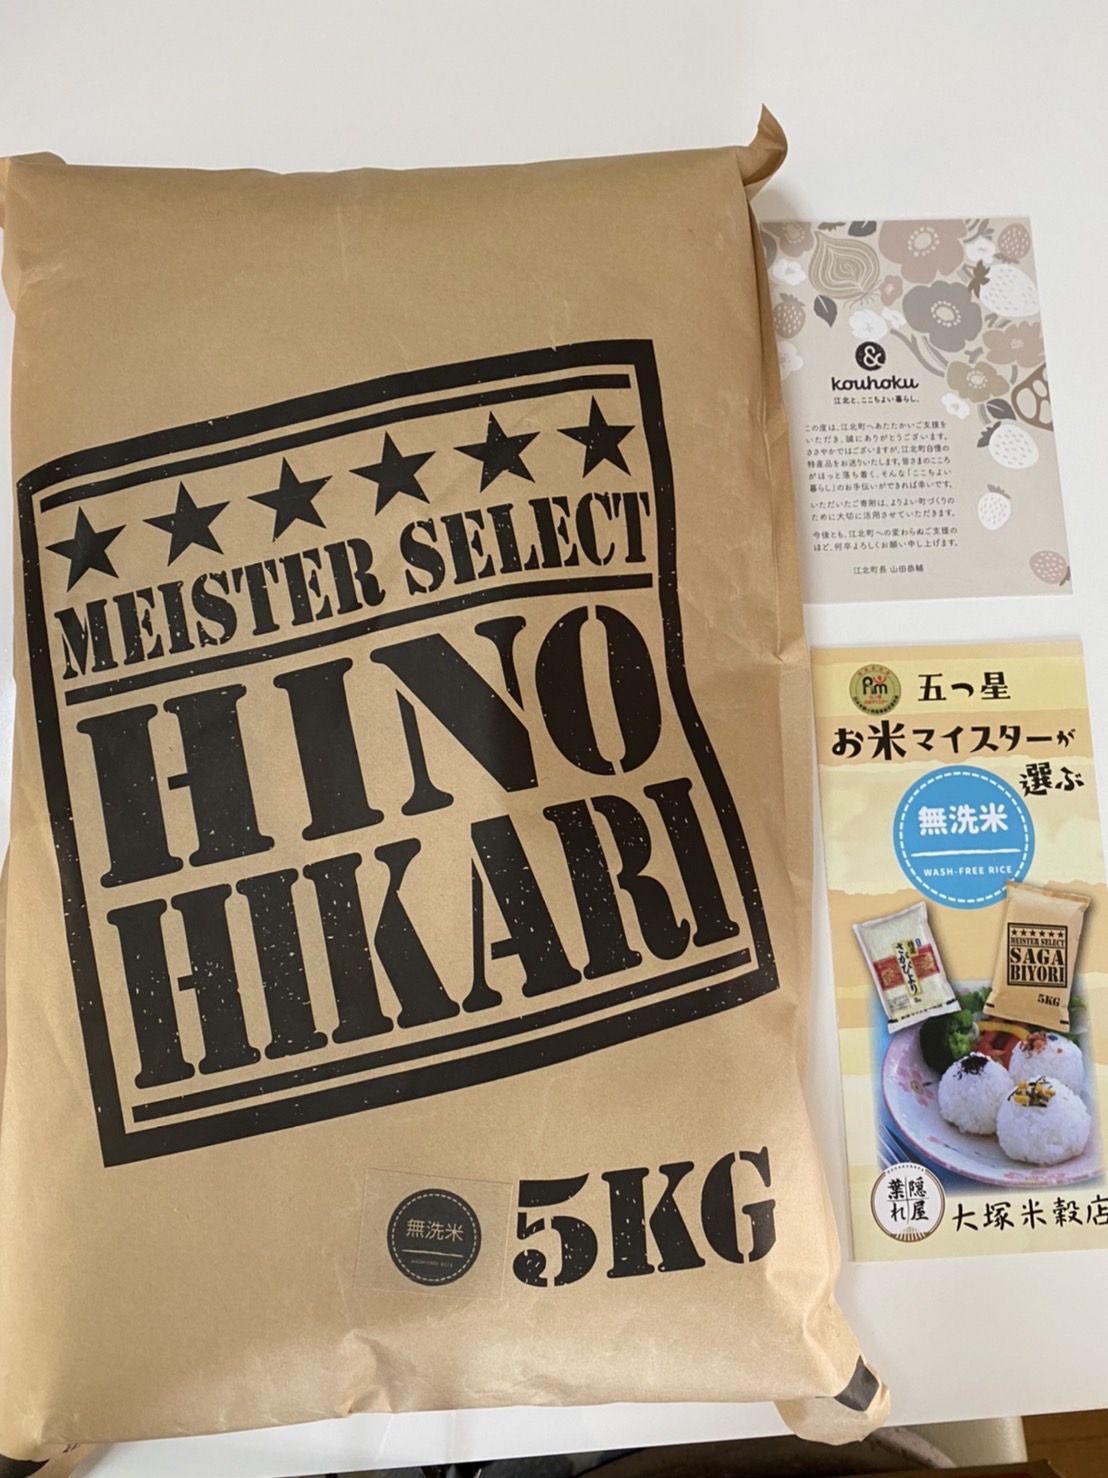 MEISTER SELECT
HINO
HIKARI
無洗米
WASH-FREE RICE
5KG
&
kouhoku
江北と、ここちよい暮らし。
この度は、江北町へあたたかいご支援を
いただき、誠にありがとうございます。
ささやかではございますが、江北町自慢の
特産品をお送りいたします。皆さまのこころ
がほっと落ち着く、そんな「ここちよい
暮らし」のお手伝いができれば幸いです。
いただいたご寄附は、よりよい町づくりの
ために大切に活用させていただきます。
今後とも、江北町への変わらぬご支援の
ほど、何卒よろしくお願い申し上げます。
江北町長 山田恭輔
五つ星
お米マイスターが
選ぶ
無洗米
WASH-FREE RICE
さがびより
MEISTER SELECT
SAGA
BIYORI
5KG
隠れ
葉屋
大塚米穀店